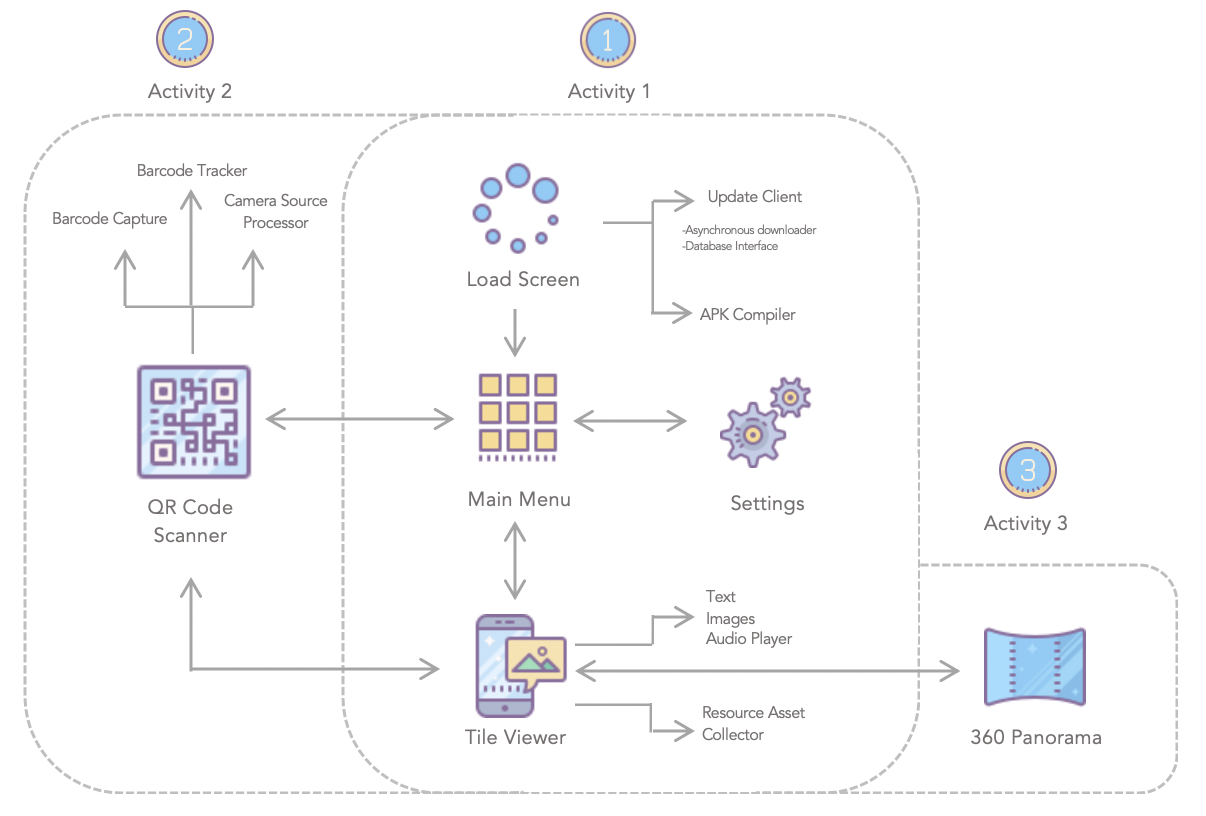 2
1
Activity 2
Activity 1
Barcode Tracker
Camera Source
Processor
Barcode Capture
Update Client
-Asynchronous downloader
-Database Interface
Load Screen
APK Compiler
QR Code
Scanner
Main Menu
Settings
3
Activity 3
Text
Images
Audio Player
Resource Asset
Collector
Tile Viewer
360 Panorama